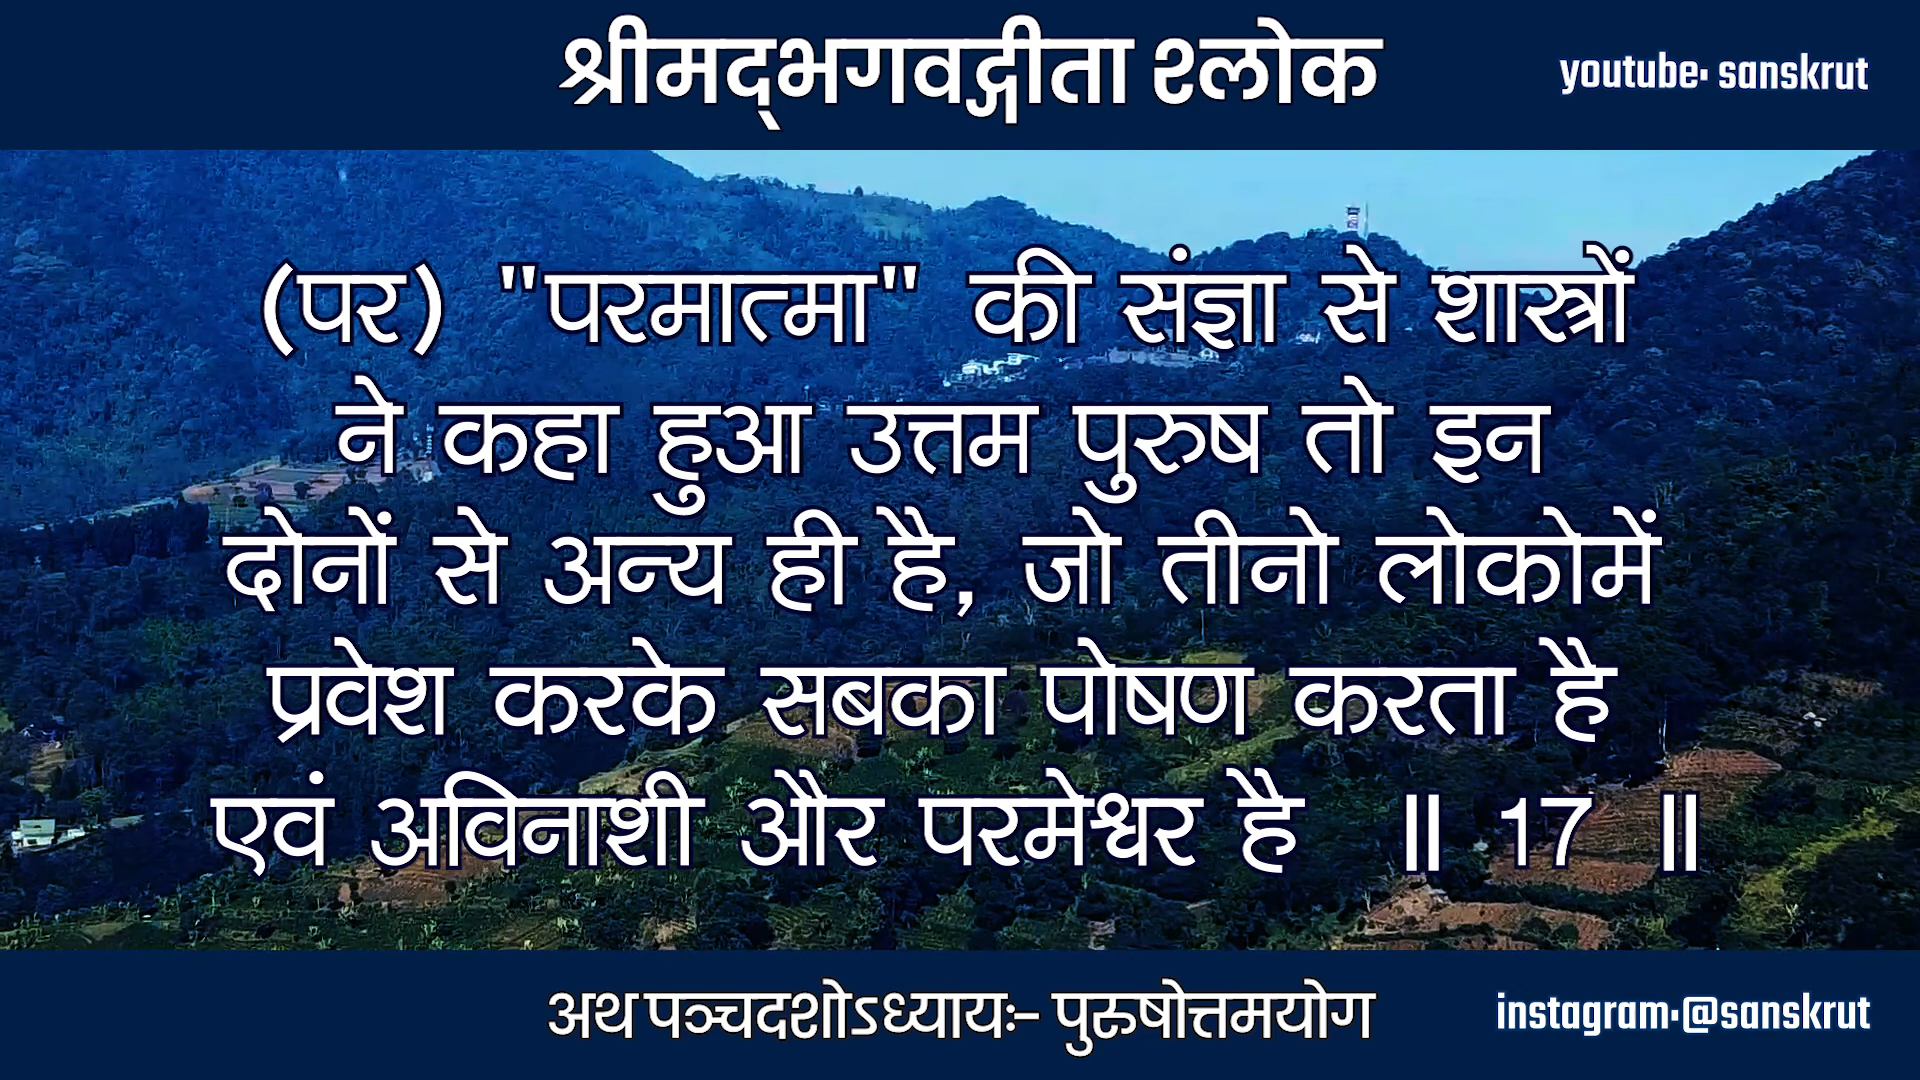 श्रीमद्‌भगवद्गीता श्लोक
youtube: sanskrut
(पर) "परमात्मा" की संज्ञा से शास्त्रों
ने कहा हुआ उत्तम पुरुष तो इन
दोनों से अन्य ही है, जो तीनो लोकोमें
प्रवेश करके सबका पोषण करता है
एवं अविनाशी और परमेश्वर है ॥ 17 ॥
अथ पञ्चदशोऽध्यायः- पुरुषोत्तमयोग
instagram:@sanskrut